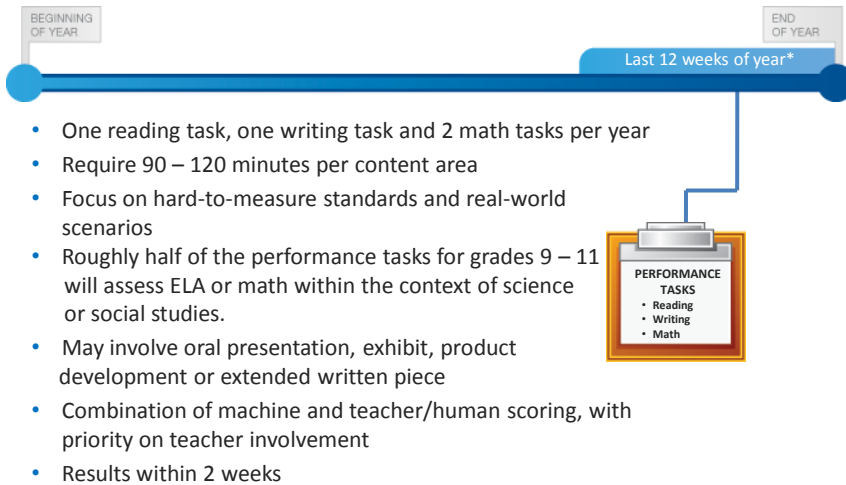 BEGINNING
OF YEAR
END
OF YEAR
Last 12 weeks of year*
• One reading task, one writing task and 2 math tasks per year
• Require 90 – 120 minutes per content area
• Focus on hard-to-measure standards and real-world
scenarios
• Roughly half of the performance tasks for grades 9 – 11
will assess ELA or math within the context of science
or social studies.
• May involve oral presentation, exhibit, product
development or extended written piece
• Combination of machine and teacher/human scoring, with
priority on teacher involvement
• Results within 2 weeks
PERFORMANCE
TASKS
• Reading
• Writing
• Math